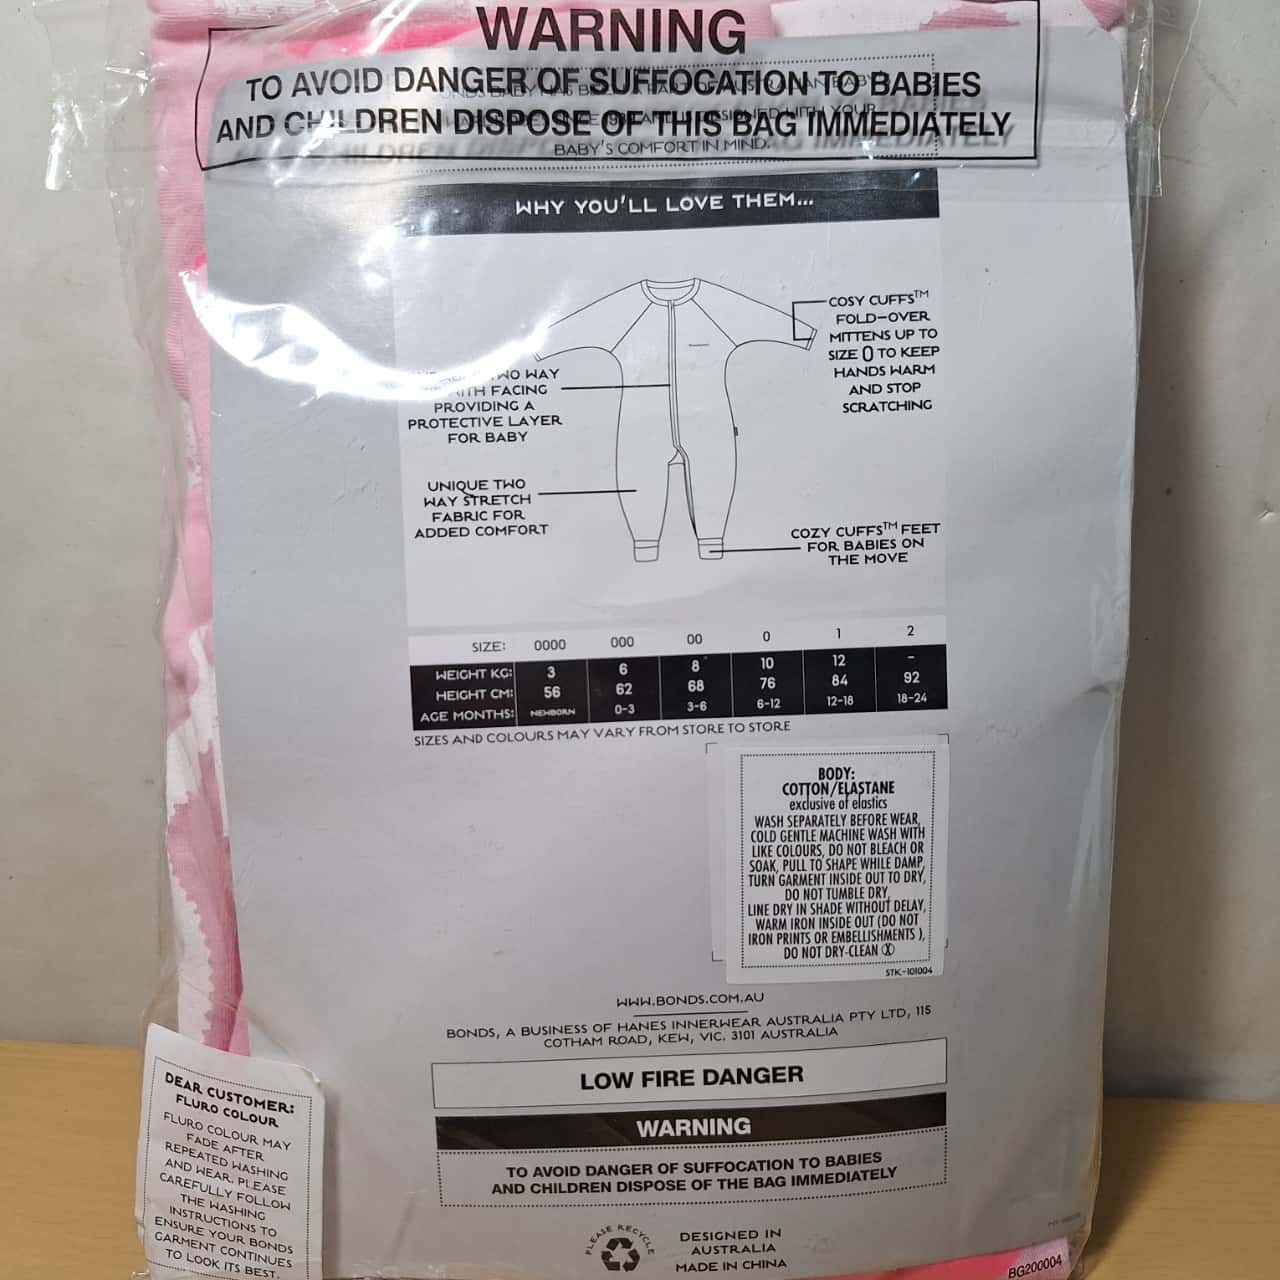 WARNING
TO AVOID DANGER OF SUFFOCATION TO BABIES
AND CHILDREN DISPOSE OF THIS BAG IMMEDIATELY
DESIGNED WITH YOUR
BABY'S COMFORT IN MIND.
WHY YOU'LL LOVE THEM...
COSY CUFFS™
FOLD-OVER
MITTENS UP TO
SIZE 0 TO KEEP
HANDS WARM
AND STOP
SCRATCHING
TWO WAY
WITH FACING
PROVIDING A
PROTECTIVE LAYER
FOR BABY
UNIQUE TWO
WAY STRETCH
FABRIC FOR
ADDED COMFORT
COZY CUFFS™ FEET
FOR BABIES ON
THE MOVE
SIZE: 0000 000 00 0 1 2
WEIGHT KG: 3 6 8 10 12 -
HEIGHT CM: 56 62 68 76 84 92
AGE MONTHS: NEWBORN 0-3 3-6 6-12 12-18 18-24
SIZES AND COLOURS MAY VARY FROM STORE TO STORE
BODY:
COTTON/ELASTANE
exclusive of elastics
WASH SEPARATELY BEFORE WEAR,
COLD GENTLE MACHINE WASH WITH
LIKE COLOURS, DO NOT BLEACH OR
SOAK, PULL TO SHAPE WHILE DAMP,
TURN GARMENT INSIDE OUT TO DRY,
DO NOT TUMBLE DRY,
LINE DRY IN SHADE WITHOUT DELAY,
WARM IRON INSIDE OUT (DO NOT
IRON PRINTS OR EMBELLISHMENTS ),
DO NOT DRY-CLEAN Ⓧ
STK-101004
WWW.BONDS.COM.AU
BONDS, A BUSINESS OF HANES INNERWEAR AUSTRALIA PTY LTD, 115
COTHAM ROAD, KEW, VIC. 3101 AUSTRALIA
LOW FIRE DANGER
WARNING
TO AVOID DANGER OF SUFFOCATION TO BABIES
AND CHILDREN DISPOSE OF THE BAG IMMEDIATELY
PLEASE RECYCLE
DESIGNED IN
AUSTRALIA
MADE IN CHINA
BG200004
DEAR CUSTOMER:
FLURO COLOUR
FLURO COLOUR MAY
FADE AFTER
REPEATED WASHING
AND WEAR. PLEASE
CAREFULLY FOLLOW
THE WASHING
INSTRUCTIONS TO
ENSURE YOUR BONDS
GARMENT CONTINUES
TO LOOK ITS BEST.